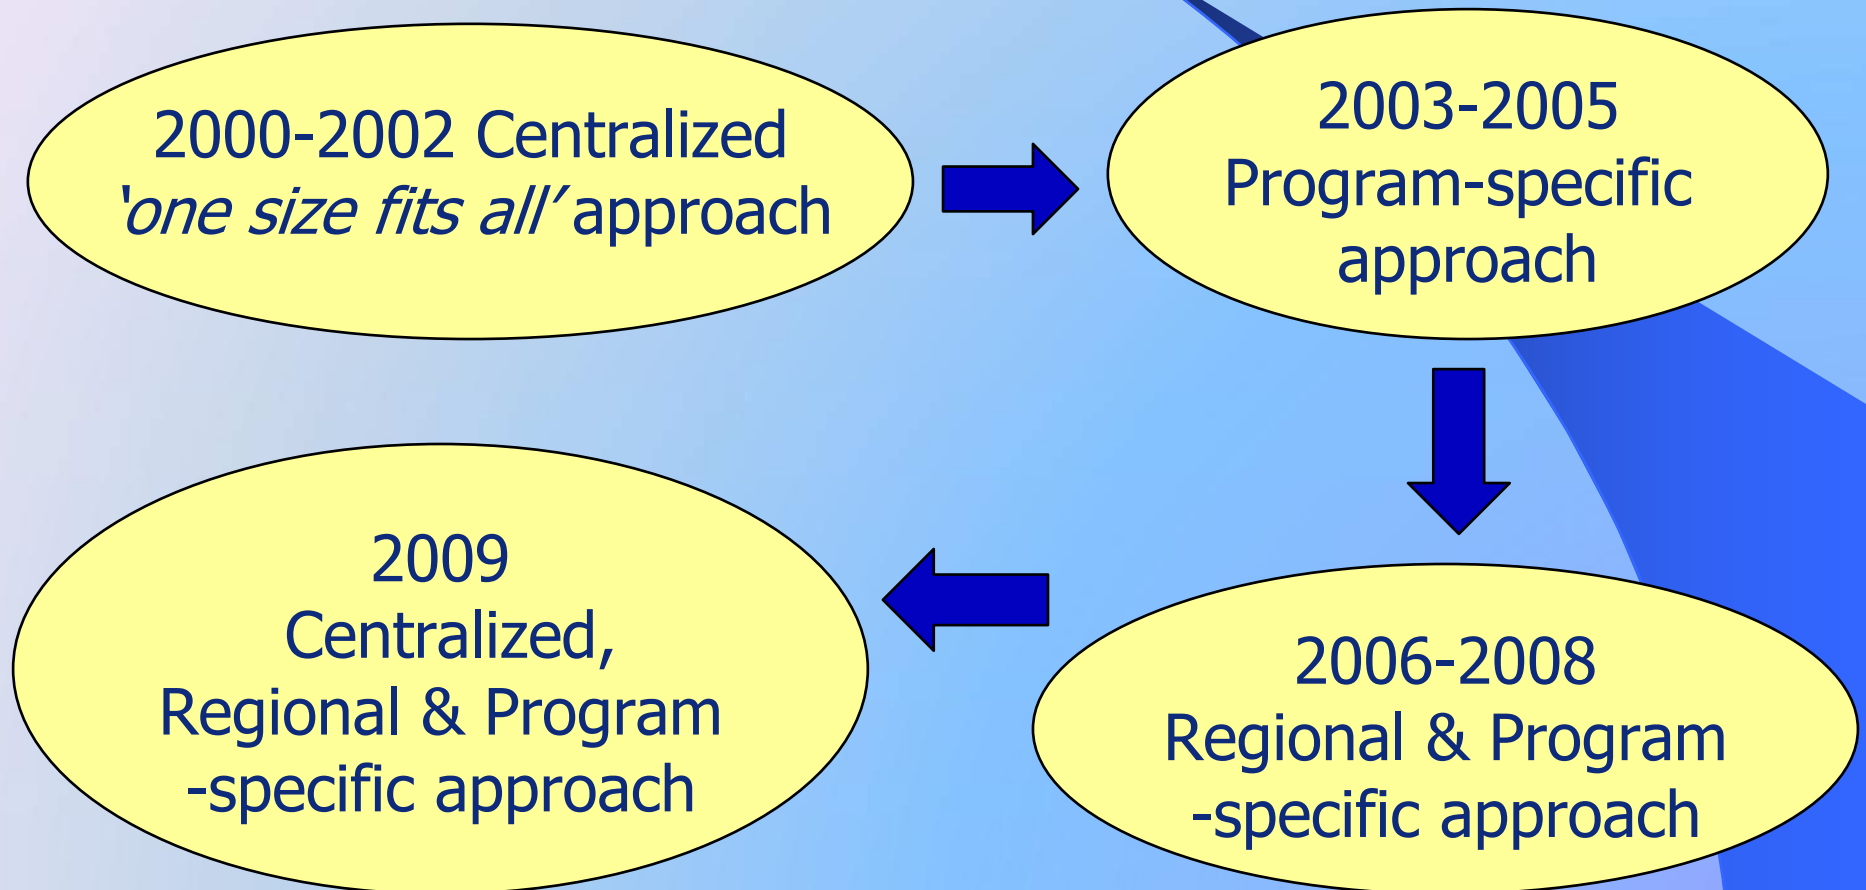 2000-2002 Centralized
‘one size fits all’ approach
2003-2005
Program-specific
approach
2006-2008
Regional & Program
-specific approach
2009
Centralized,
Regional & Program
-specific approach